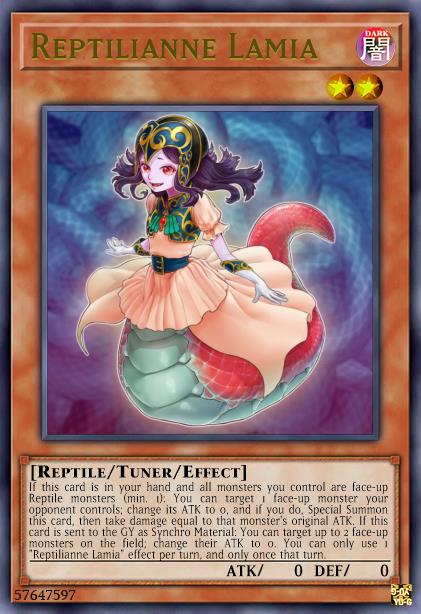 REPTILIANNE LAMIA
DARK
闇
[REPTILE/TUNER/EFFECT]
If this card is in your hand and all monsters you control are face-up
Reptile monsters (min. 1): You can target 1 face-up monster your
opponent controls; change its ATK to 0, and if you do, Special Summon
this card, then take damage equal to that monster's original ATK. If this
card is sent to the GY as Synchro Material: You can target up to 2 face-up
monsters on the field; change their ATK to 0. You can only use 1
"Reptilianne Lamia" effect per turn, and only once that turn.
ATK/ 0 DEF/ 0
57647597